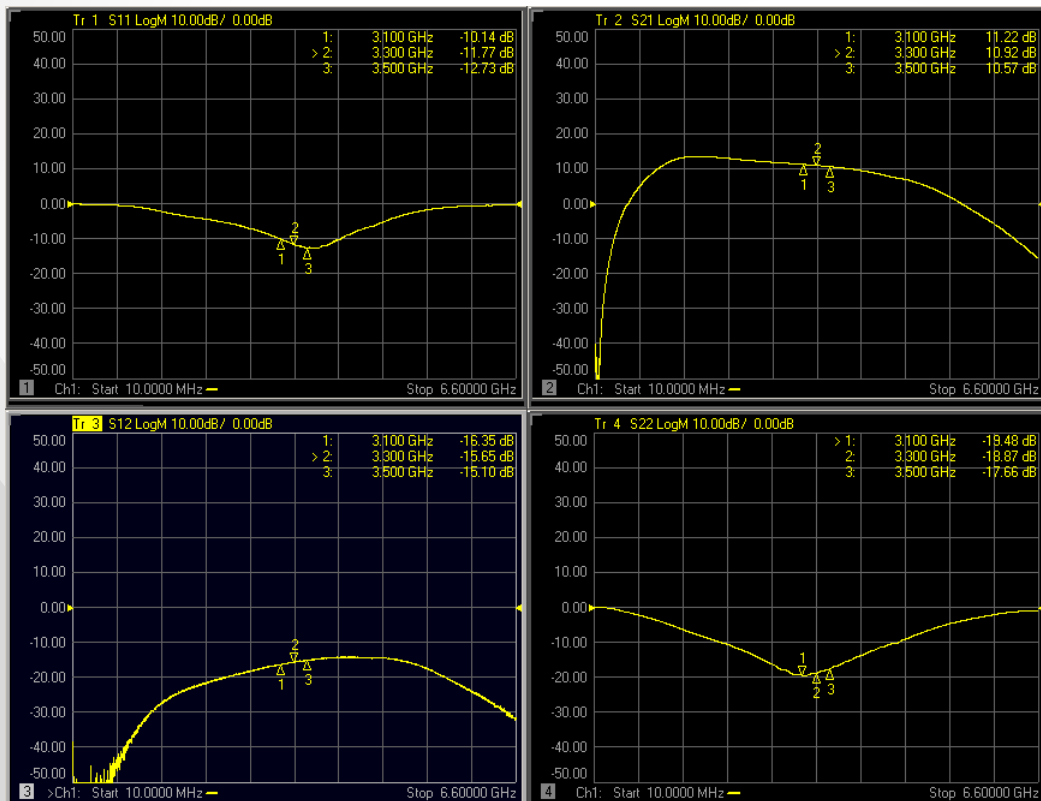 Tr 1 S11 LogM 10.00dB/ 0.00dB
50.00
40.00
30.00
20.00
10.00
0.00
-10.00
-20.00
-30.00
-40.00
-50.00
1: 3.100 GHz -10.14 dB
> 2: 3.300 GHz -11.77 dB
3: 3.500 GHz -12.73 dB
2
1
3
1 Ch1: Start 10.0000 MHz Stop 6.60000 GHz
Tr 2 S21 LogM 10.00dB/ 0.00dB
50.00
40.00
30.00
20.00
10.00
0.00
-10.00
-20.00
-30.00
-40.00
-50.00
1: 3.100 GHz 11.22 dB
> 2: 3.300 GHz 10.92 dB
3: 3.500 GHz 10.57 dB
2
1
3
2 Ch1: Start 10.0000 MHz Stop 6.60000 GHz
Tr 3 S12 LogM 10.00dB/ 0.00dB
50.00
40.00
30.00
20.00
10.00
0.00
-10.00
-20.00
-30.00
-40.00
-50.00
1: 3.100 GHz -16.35 dB
> 2: 3.300 GHz -15.65 dB
3: 3.500 GHz -15.10 dB
2
1
3
3 >Ch1: Start 10.0000 MHz Stop 6.60000 GHz
Tr 4 S22 LogM 10.00dB/ 0.00dB
50.00
40.00
30.00
20.00
10.00
0.00
-10.00
-20.00
-30.00
-40.00
-50.00
> 1: 3.100 GHz -19.48 dB
2: 3.300 GHz -18.87 dB
3: 3.500 GHz -17.66 dB
1
2
3
4 Ch1: Start 10.0000 MHz Stop 6.60000 GHz